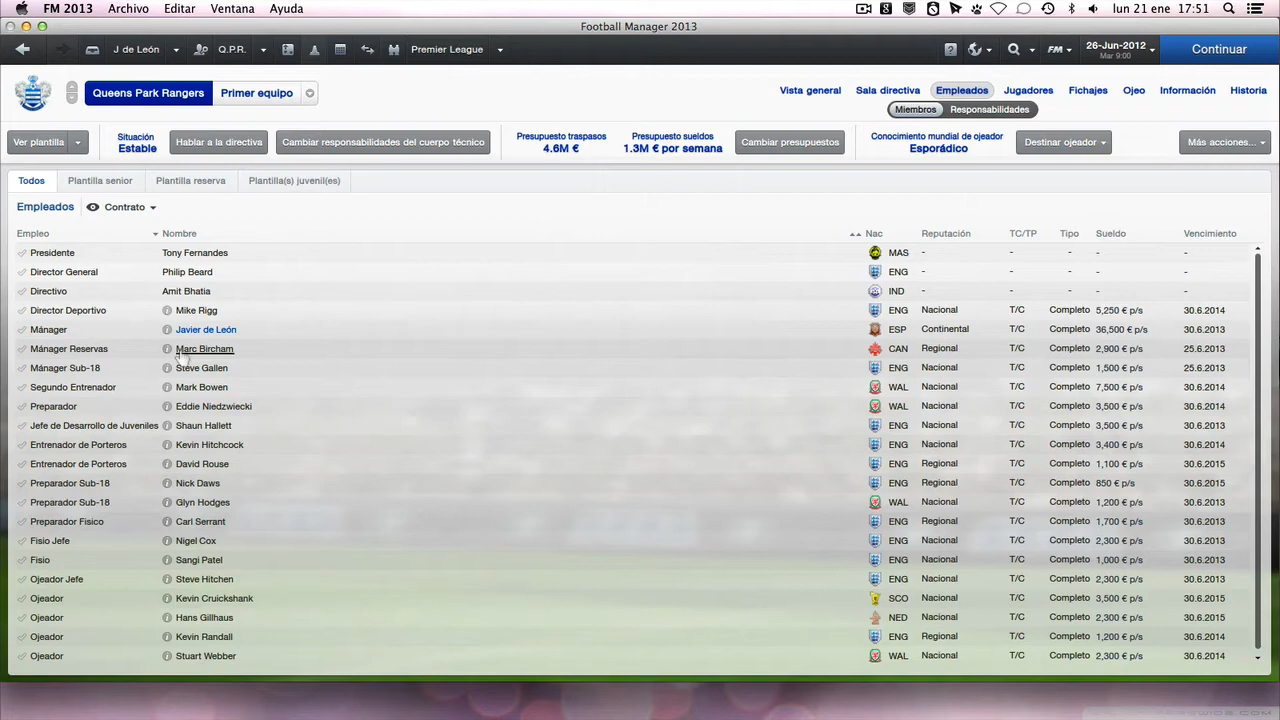 FM 2013 Archivo Editar Ventana Ayuda lun 21 ene 17:51
Football Manager 2013
J de León Q.P.R. Premier League ? FM 26-Jun-2012 Mar 9:00 Continuar
Queens Park Rangers Primer equipo Vista general Sala directiva Empleados Jugadores Fichajes Ojeo Información Historia
Miembros Responsabilidades
Ver plantilla Situación Estable Hablar a la directiva Cambiar responsabilidades del cuerpo técnico Presupuesto traspasos 4.6M € Presupuesto sueldos 1.3M € por semana Cambiar presupuestos Conocimiento mundial de ojeador Esporádico Destinar ojeador Más acciones...
Todos Plantilla senior Plantilla reserva Plantilla(s) juvenil(es)
Empleados Contrato
Empleo Nombre Nac Reputación TC/TP Tipo Sueldo Vencimiento
Presidente Tony Fernandes MAS - - - - -
Director General Philip Beard ENG - - - - -
Directivo Amit Bhatia IND - - - - -
Director Deportivo Mike Rigg ENG Nacional T/C Completo 5,250 € p/s 30.6.2014
Mánager Javier de León ESP Continental T/C Completo 36,500 € p/s 30.6.2013
Mánager Reservas Marc Bircham CAN Regional T/C Completo 2,900 € p/s 25.6.2013
Mánager Sub-18 Steve Gallen ENG Nacional T/C Completo 1,500 € p/s 25.6.2013
Segundo Entrenador Mark Bowen WAL Nacional T/C Completo 7,500 € p/s 30.6.2014
Preparador Eddie Niedzwiecki WAL Nacional T/C Completo 3,500 € p/s 30.6.2014
Jefe de Desarrollo de Juveniles Shaun Hallett ENG Nacional T/C Completo 3,500 € p/s 30.6.2013
Entrenador de Porteros Kevin Hitchcock ENG Nacional T/C Completo 3,400 € p/s 30.6.2014
Entrenador de Porteros David Rouse ENG Regional T/C Completo 1,100 € p/s 30.6.2015
Preparador Sub-18 Nick Daws ENG Regional T/C Completo 850 € p/s 30.6.2015
Preparador Sub-18 Glyn Hodges WAL Nacional T/C Completo 1,200 € p/s 30.6.2013
Preparador Físico Carl Serrant ENG Regional T/C Completo 1,700 € p/s 30.6.2013
Fisio Jefe Nigel Cox ENG Nacional T/C Completo 2,300 € p/s 30.6.2013
Fisio Sangi Patel ENG Nacional T/C Completo 1,000 € p/s 30.6.2013
Ojeador Jefe Steve Hitchen ENG Nacional T/C Completo 2,300 € p/s 30.6.2013
Ojeador Kevin Cruickshank SCO Nacional T/C Completo 3,500 € p/s 30.6.2015
Ojeador Hans Gillhaus NED Nacional T/C Completo 2,300 € p/s 30.6.2015
Ojeador Kevin Randall ENG Regional T/C Completo 1,200 € p/s 30.6.2014
Ojeador Stuart Webber WAL Nacional T/C Completo 2,300 € p/s 30.6.2014